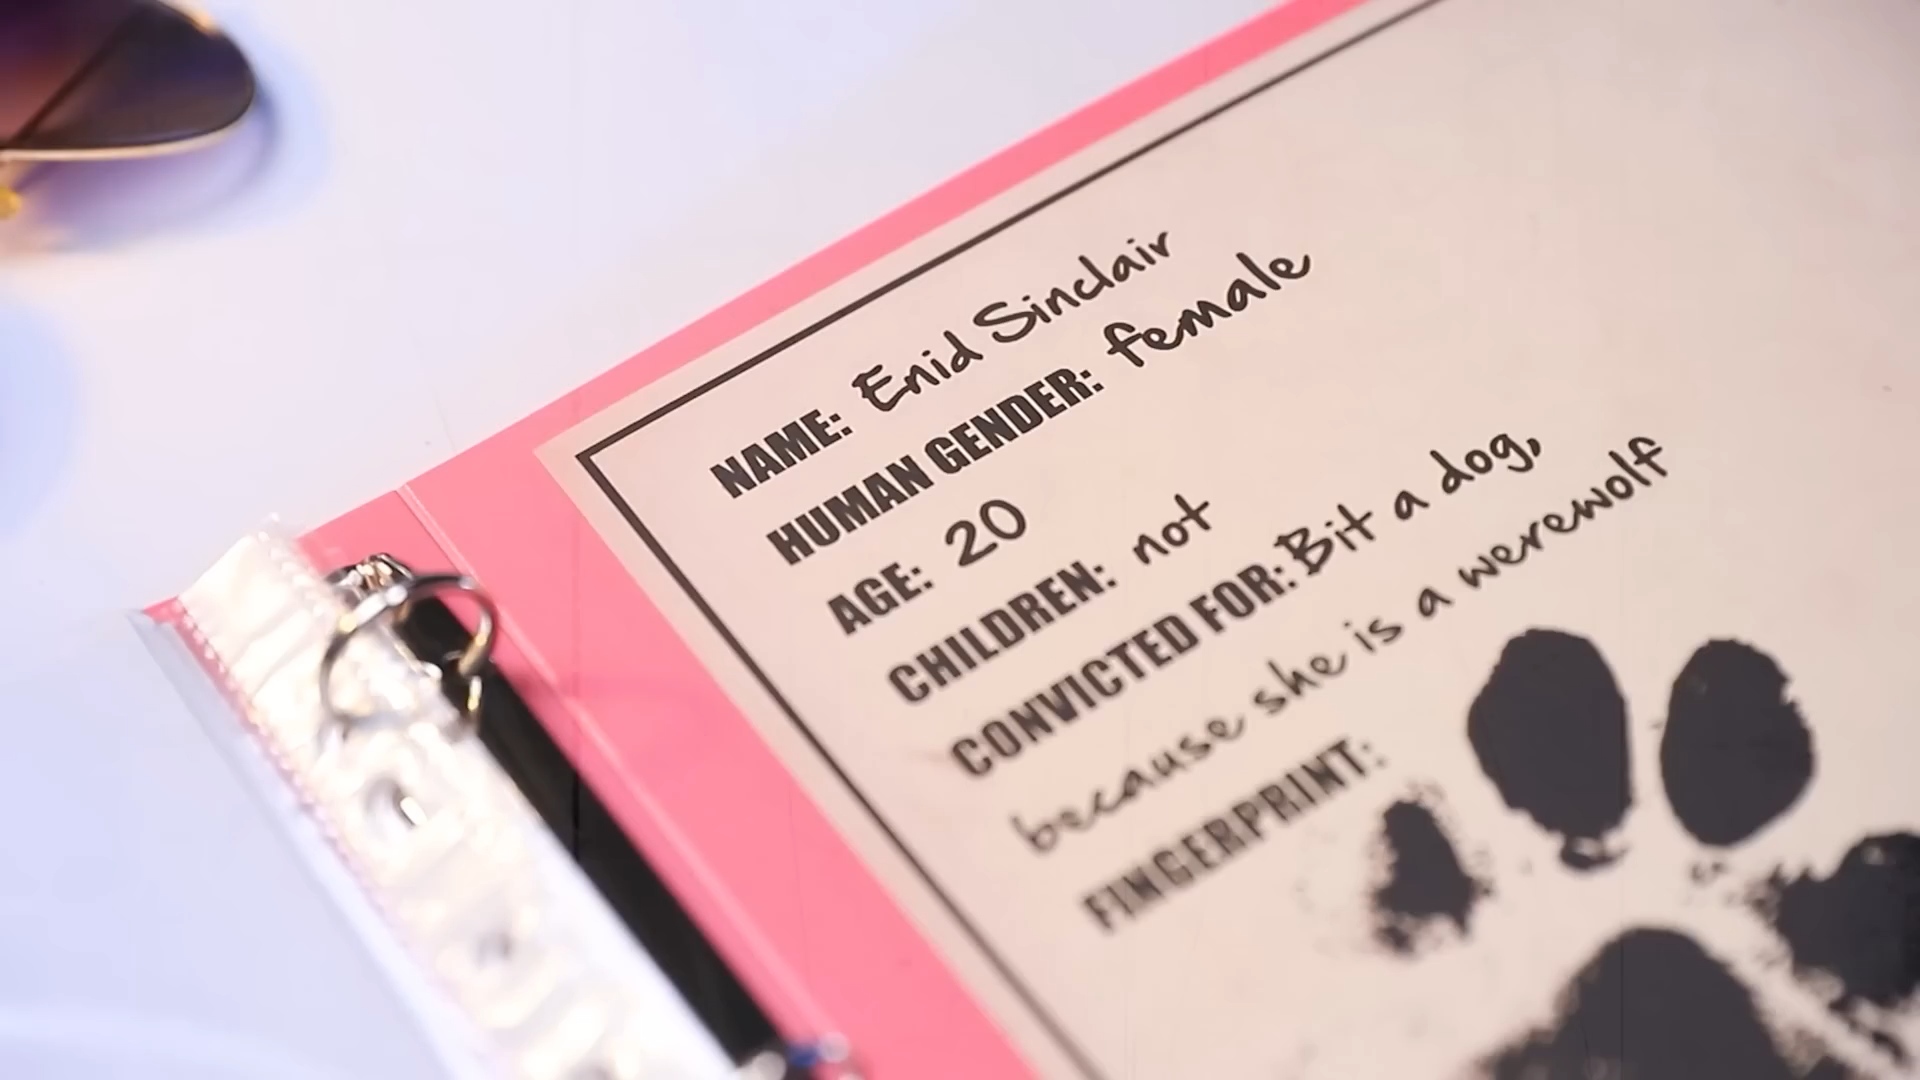 NAME: Enid Sinclair
HUMAN GENDER: female
AGE: 20
CHILDREN: not
CONVICTED FOR: Bit a dog,
because she is a werewolf
FINGERPRINT: